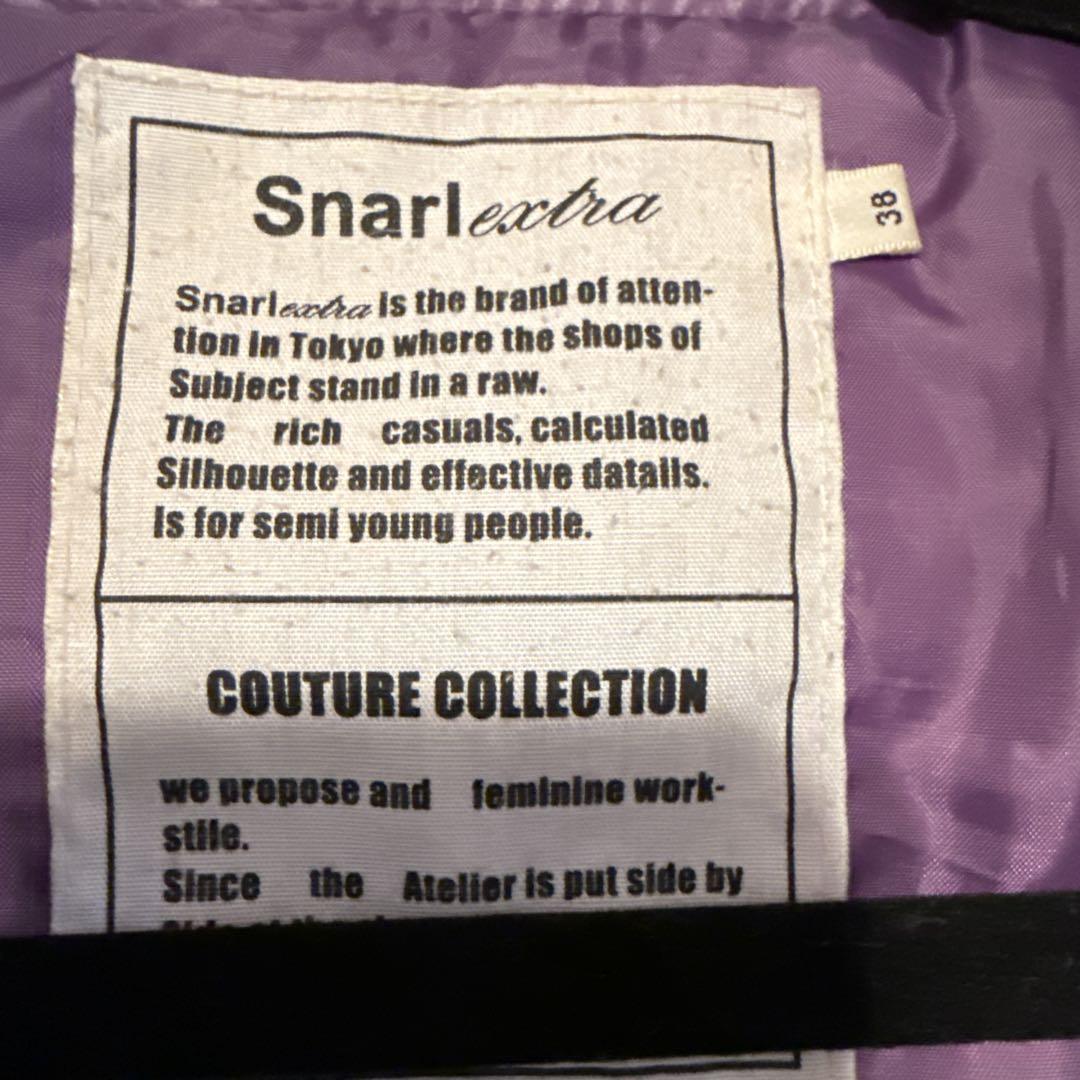 Snarl extra
38
Snarl extra is the brand of atten-
tion in Tokyo where the shops of
Subject stand in a raw.
The rich casuals, calculated
Silhouette and effective datails.
Is for semi young people.
COUTURE COLLECTION
we propose and feminine work-
stile.
Since the Atelier is put side by